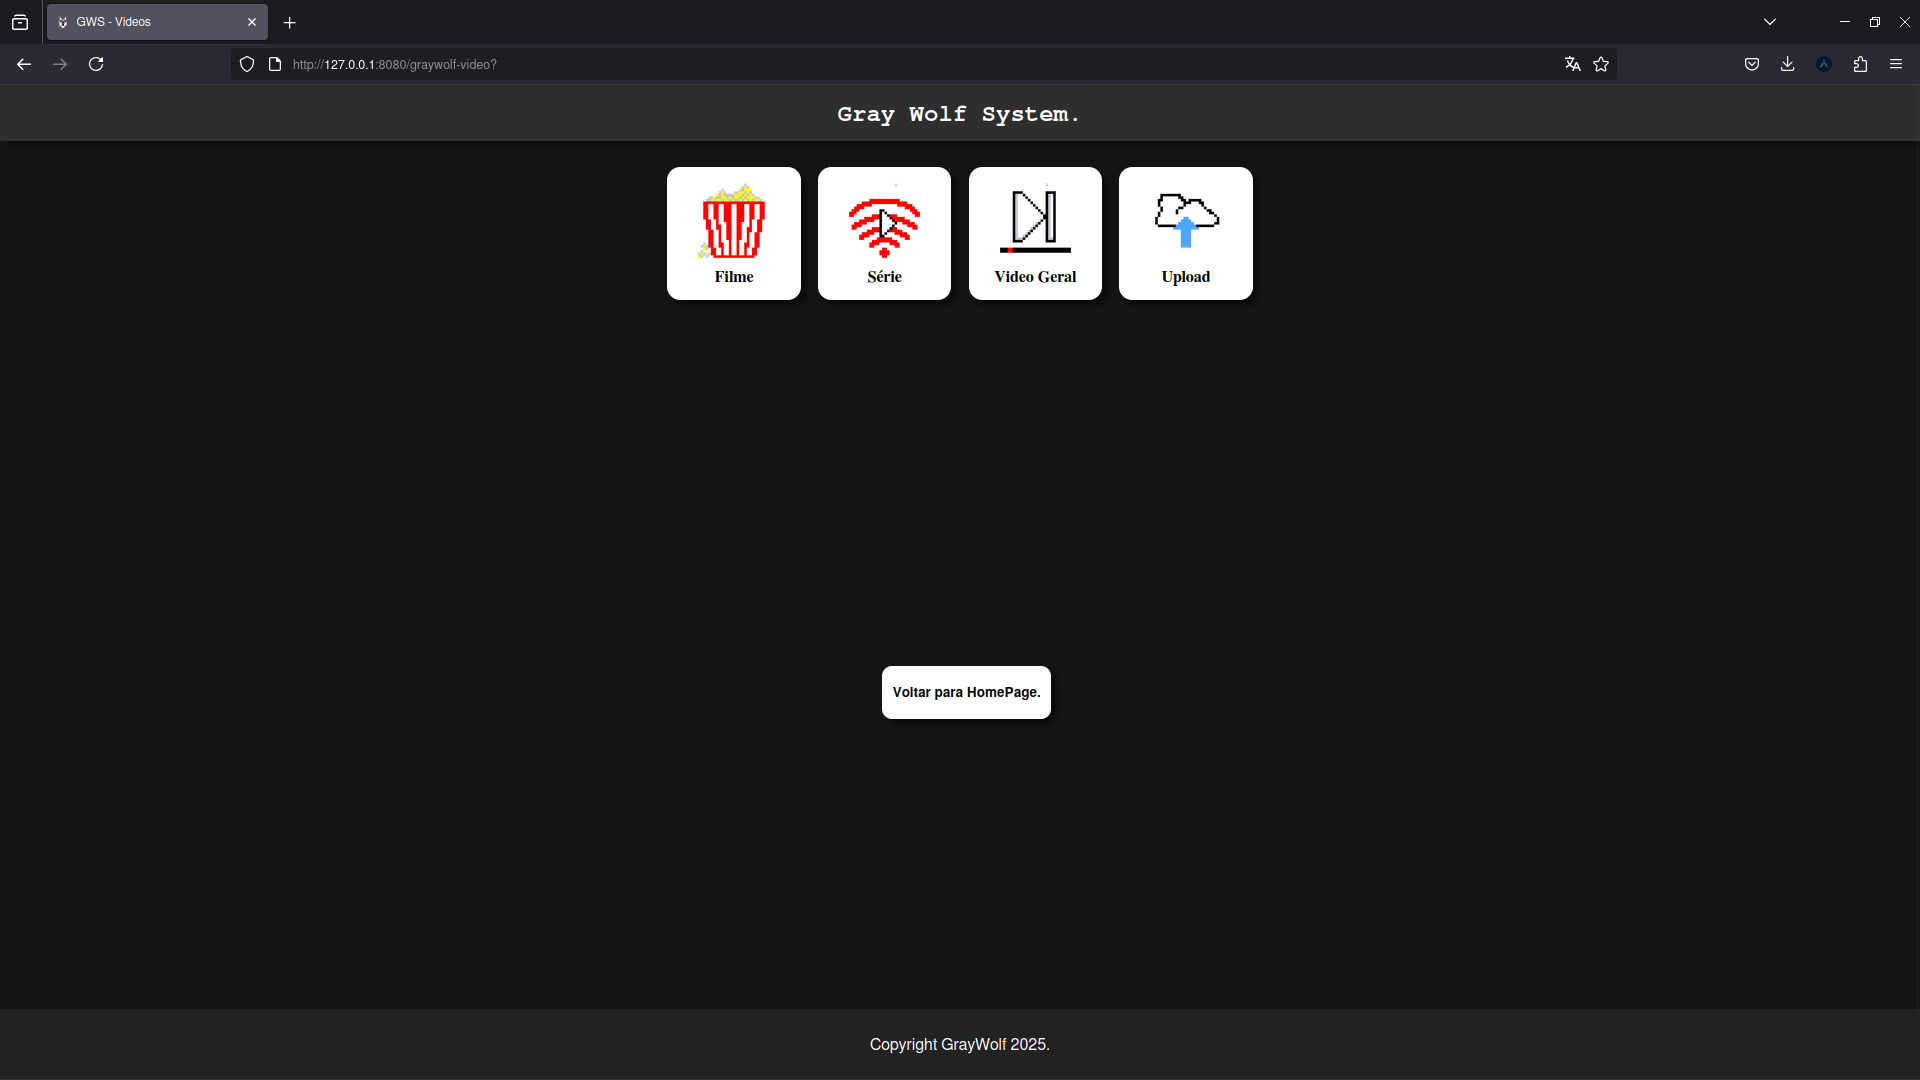 GWS - Videos
http://127.0.0.1:8080/graywolf-video?
Gray Wolf System.
Filme
Série
Video Geral
Upload
Voltar para HomePage.
Copyright GrayWolf 2025.